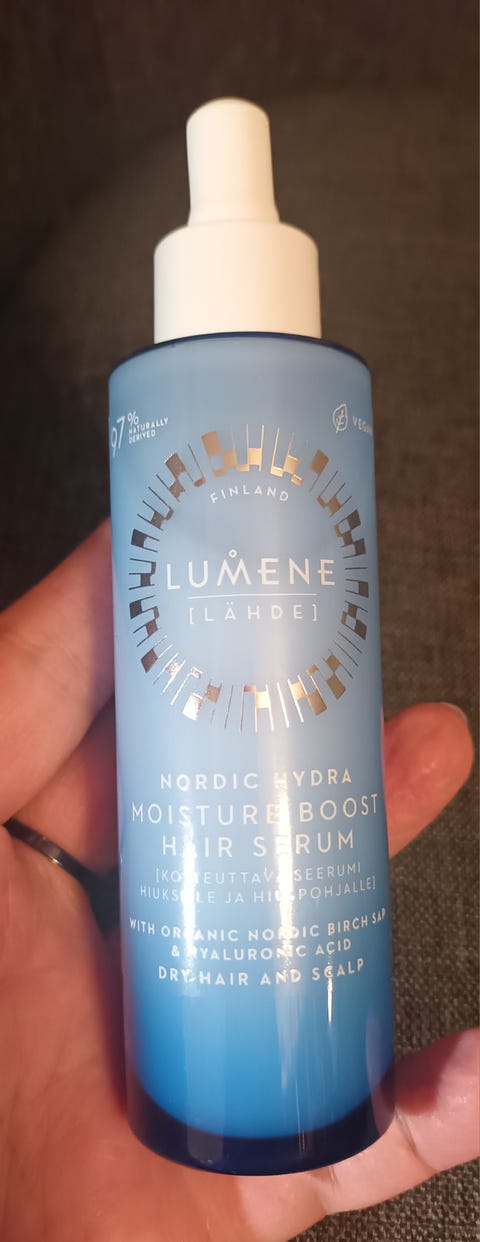 97% NATURALLY DERIVED
VEGAN
FINLAND
LUMENE
[LÄHDE]
NORDIC HYDRA
MOISTURE BOOST
HAIR SERUM
[KOSTEUTTAVA SEERUMI
HIUKSILLE JA HIUSPOHJALLE]
WITH ORGANIC NORDIC BIRCH SAP
& HYALURONIC ACID
DRY HAIR AND SCALP